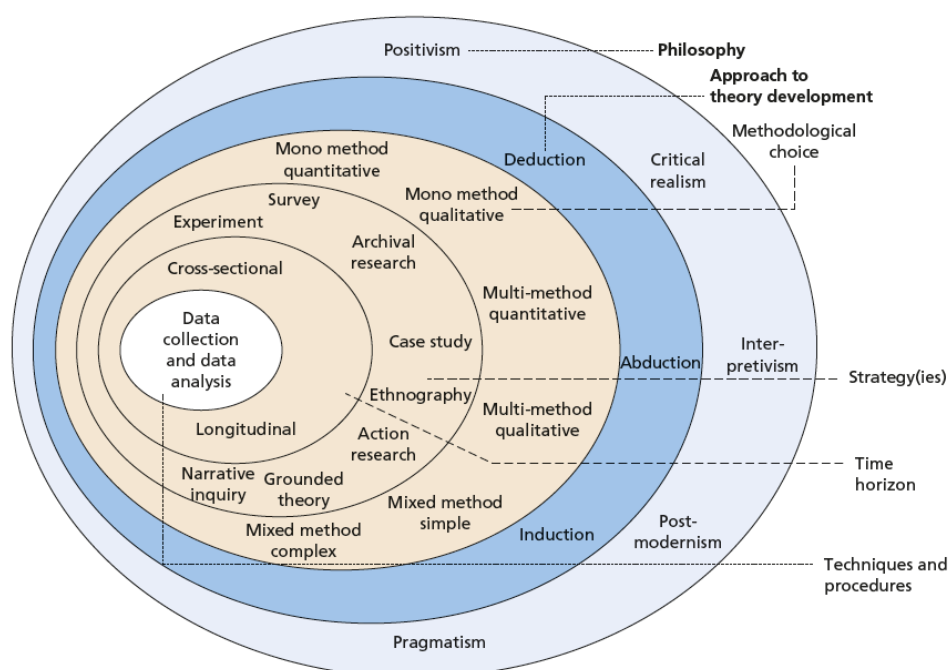 Positivism
Philosophy
Approach to
theory development
Methodological
choice
Mono method
quantitative
Deduction
Critical
realism
Mono method
qualitative
Survey
Experiment
Archival
research
Cross-sectional
Multi-method
quantitative
Data
collection
and data
analysis
Case study
Inter-
pretivism
Abduction
Strategy(ies)
Ethnography
Multi-method
qualitative
Longitudinal
Action
research
Time
horizon
Narrative
inquiry
Grounded
theory
Mixed method
simple
Mixed method
complex
Induction
Post-
modernism
Techniques and
procedures
Pragmatism